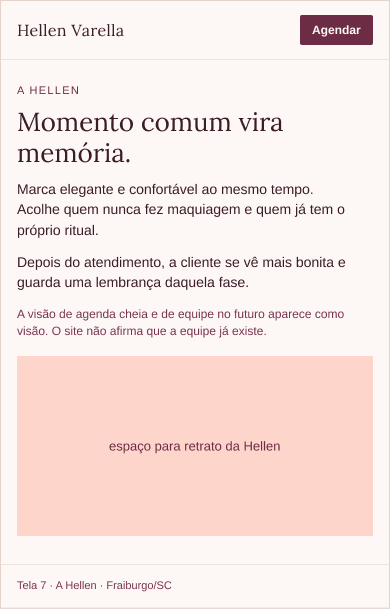 Hellen Varella
Agendar
A HELLEN
Momento comum vira
memória.
Marca elegante e confortável ao mesmo tempo.
Acolhe quem nunca fez maquiagem e quem já tem o
próprio ritual.
Depois do atendimento, a cliente se vê mais bonita e
guarda uma lembrança daquela fase.
A visão de agenda cheia e de equipe no futuro aparece como
visão. O site não afirma que a equipe já existe.
espaço para retrato da Hellen
Tela 7 · A Hellen · Fraiburgo/SC